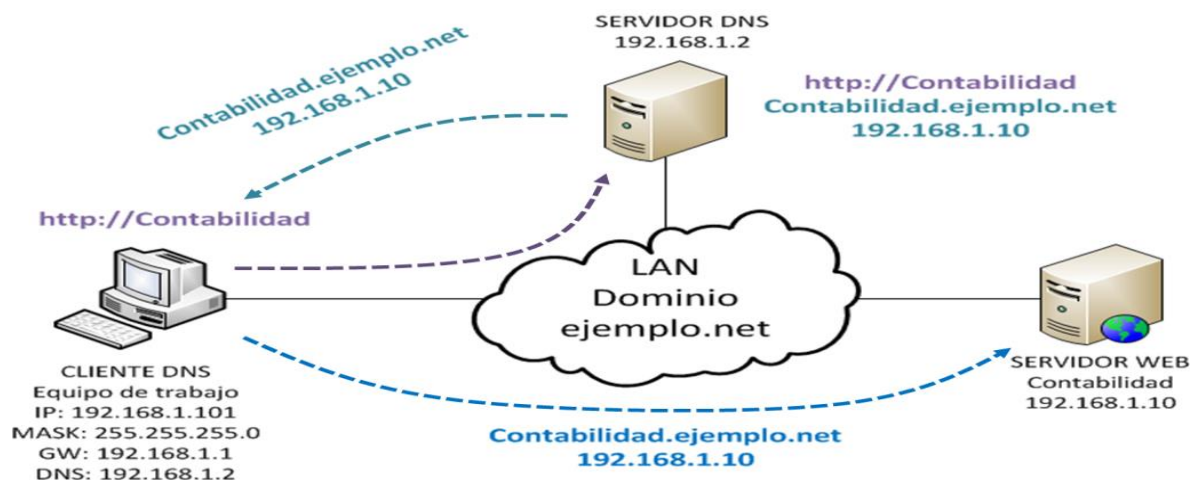 SERVIDOR DNS
192.168.1.2
Contabilidad.ejemplo.net
192.168.1.10
http://Contabilidad
Contabilidad.ejemplo.net
192.168.1.10
http://Contabilidad
LAN
Dominio
ejemplo.net
CLIENTE DNS
Equipo de trabajo
IP: 192.168.1.101
MASK: 255.255.255.0
GW: 192.168.1.1
DNS: 192.168.1.2
SERVIDOR WEB
Contabilidad
192.168.1.10
Contabilidad.ejemplo.net
192.168.1.10